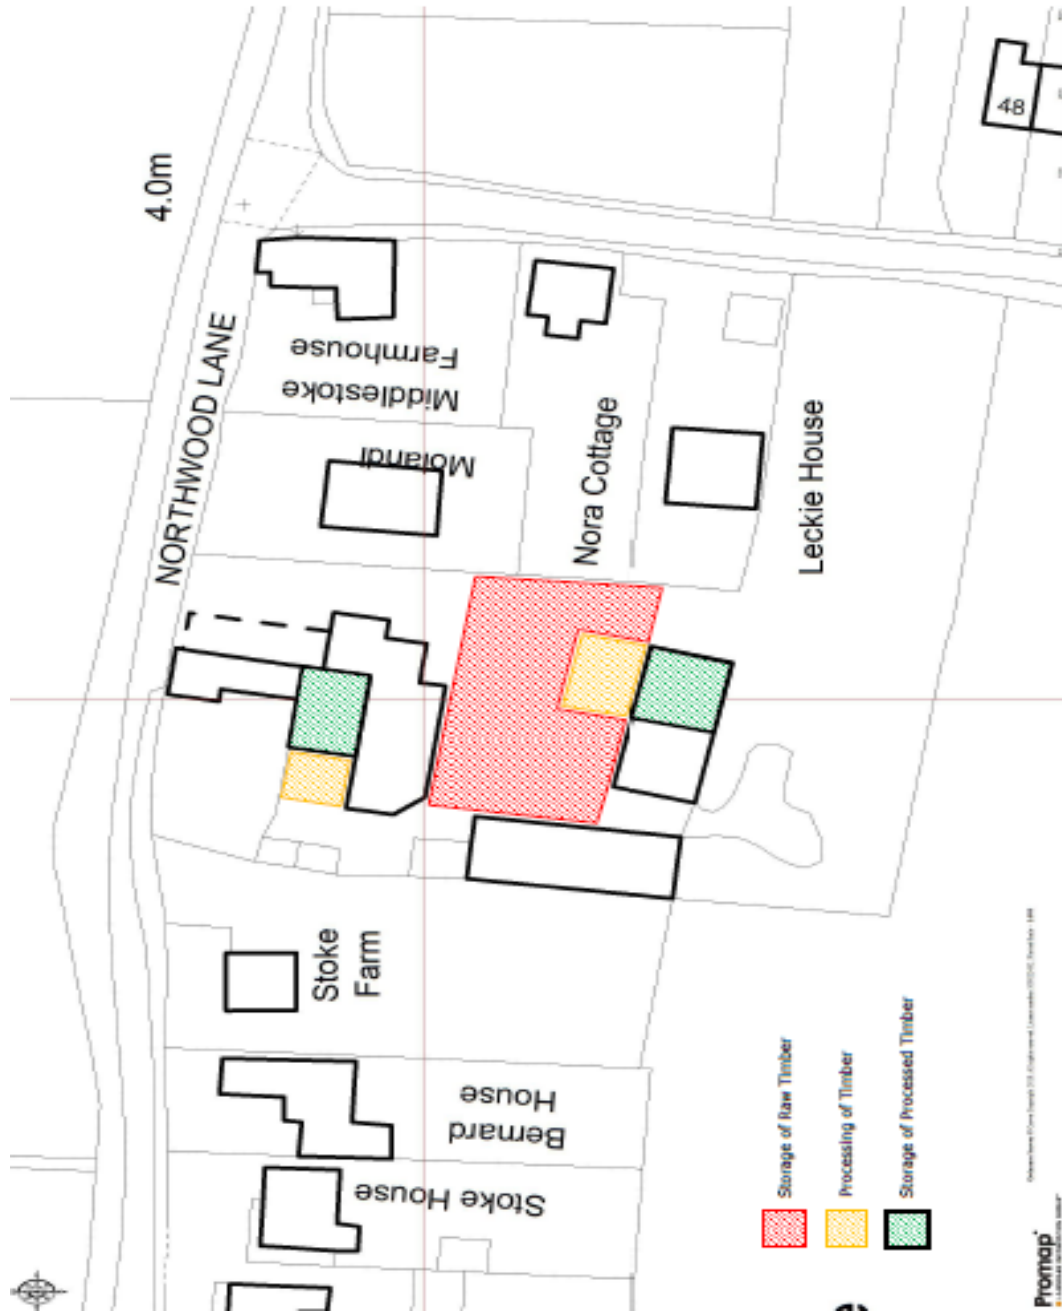 4.0m
48
NORTHWOOD LANE
Middlestoke
Farmhouse
Molandi
Nora Cottage
Leckie House
Stoke
Farm
Bernard
House
Stoke House
Storage of Raw Timber
Processing of Timber
Storage of Processed Timber
Promap